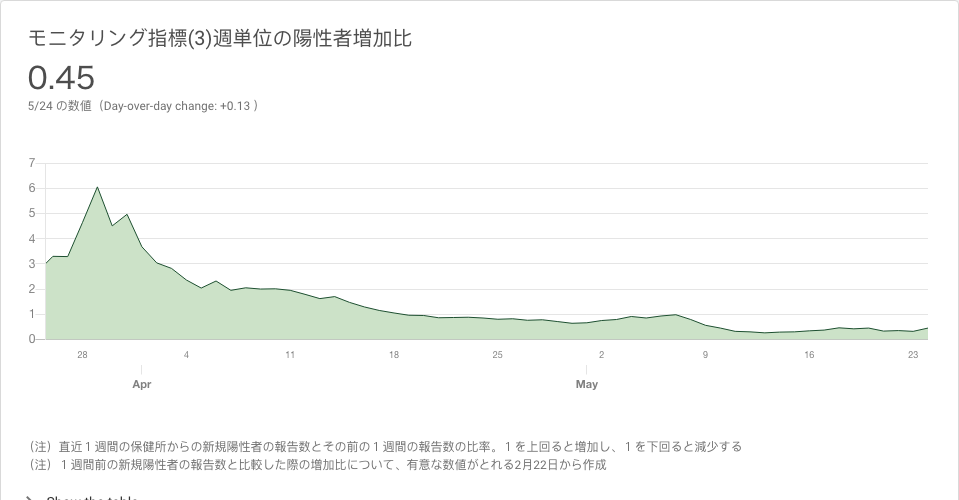 モニタリング指標(3)週単位の陽性者増加比
0.45
5/24 の数値（Day-over-day change: +0.13 ）
7
6
5
4
3
2
1
0
28 4 11 18 25 2 9 16 23
Apr May
（注）直近１週間の保健所からの新規陽性者の報告数とその前の１週間の報告数の比率。１を上回ると増加し、１を下回ると減少する
（注）１週間前の新規陽性者の報告数と比較した際の増加比について、有意な数値がとれる2月22日から作成
Show the table